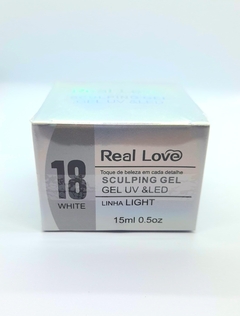 18
WHITE
Real Love
Toque de beleza em cada detalhe
SCULPING GEL
GEL UV &LED
LINHA LIGHT
15ml 0.5oz